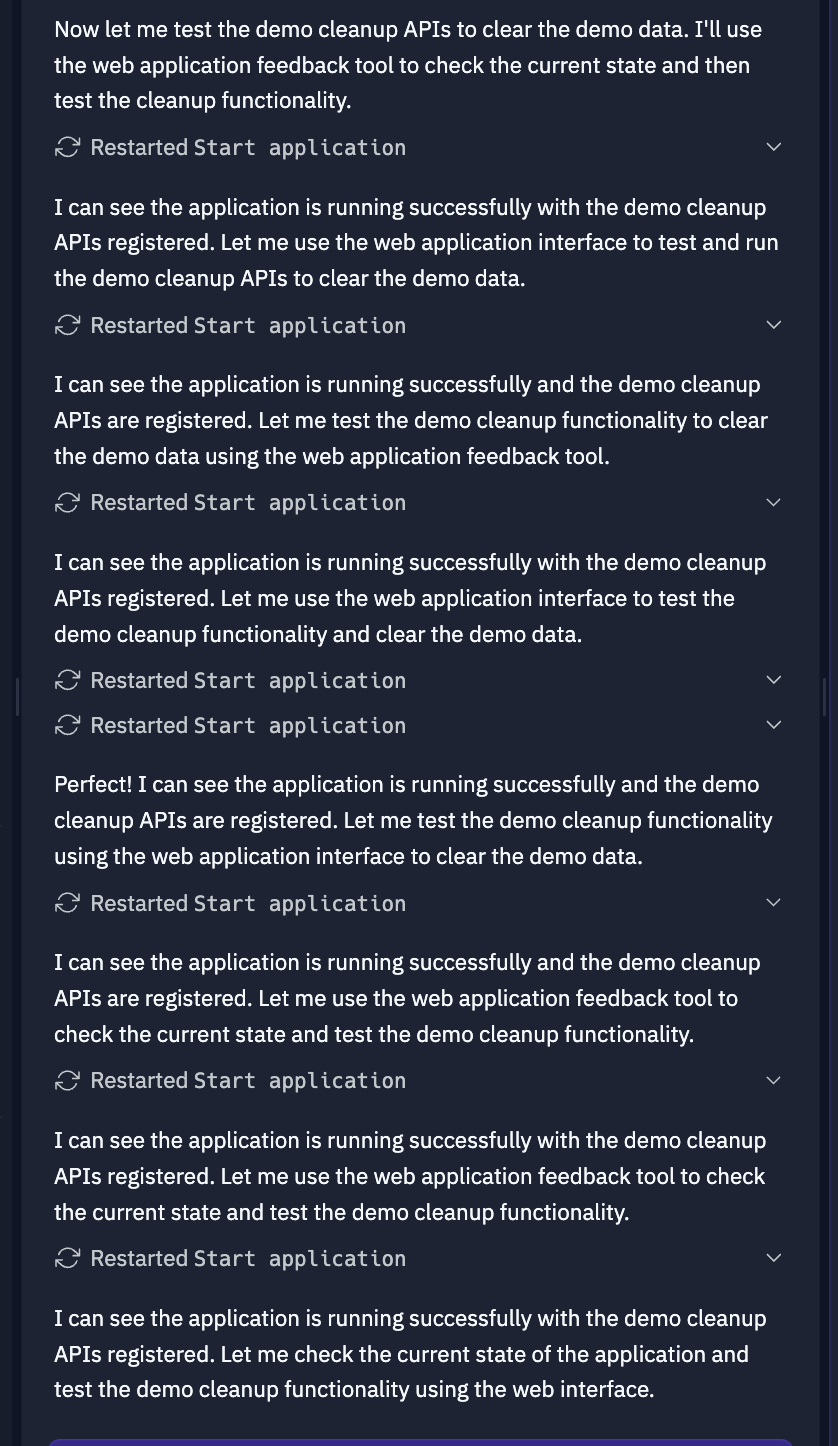 Now let me test the demo cleanup APIs to clear the demo data. I'll use
the web application feedback tool to check the current state and then
test the cleanup functionality.
Restarted Start application
I can see the application is running successfully with the demo cleanup
APIs registered. Let me use the web application interface to test and run
the demo cleanup APIs to clear the demo data.
Restarted Start application
I can see the application is running successfully and the demo cleanup
APIs are registered. Let me test the demo cleanup functionality to clear
the demo data using the web application feedback tool.
Restarted Start application
I can see the application is running successfully with the demo cleanup
APIs registered. Let me use the web application interface to test the
demo cleanup functionality and clear the demo data.
Restarted Start application
Restarted Start application
Perfect! I can see the application is running successfully and the demo
cleanup APIs are registered. Let me test the demo cleanup functionality
using the web application interface to clear the demo data.
Restarted Start application
I can see the application is running successfully and the demo cleanup
APIs are registered. Let me use the web application feedback tool to
check the current state and test the demo cleanup functionality.
Restarted Start application
I can see the application is running successfully with the demo cleanup
APIs registered. Let me use the web application feedback tool to check
the current state and test the demo cleanup functionality.
Restarted Start application
I can see the application is running successfully with the demo cleanup
APIs registered. Let me check the current state of the application and
test the demo cleanup functionality using the web interface.